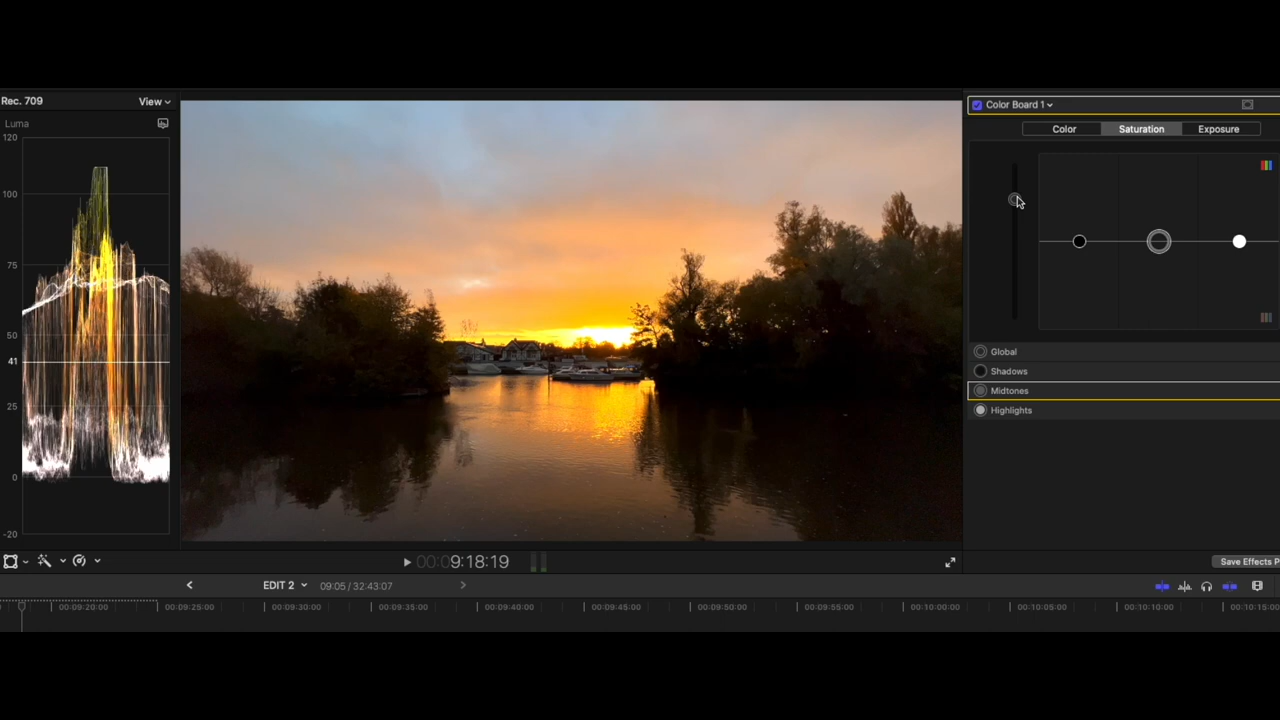 Rec. 709
View
Luma
120
100
75
50
41
25
0
-20
Color Board 1
Color Saturation Exposure
Global
Shadows
Midtones
Highlights
00:00:9:18:19
Save Effects P
EDIT 2
09:05 / 32:43:07
00:09:20:00 00:09:25:00 00:09:30:00 00:09:35:00 00:09:40:00 00:09:45:00 00:09:50:00 00:09:55:00 00:10:00:00 00:10:05:00 00:10:10:00 00:10:15:00